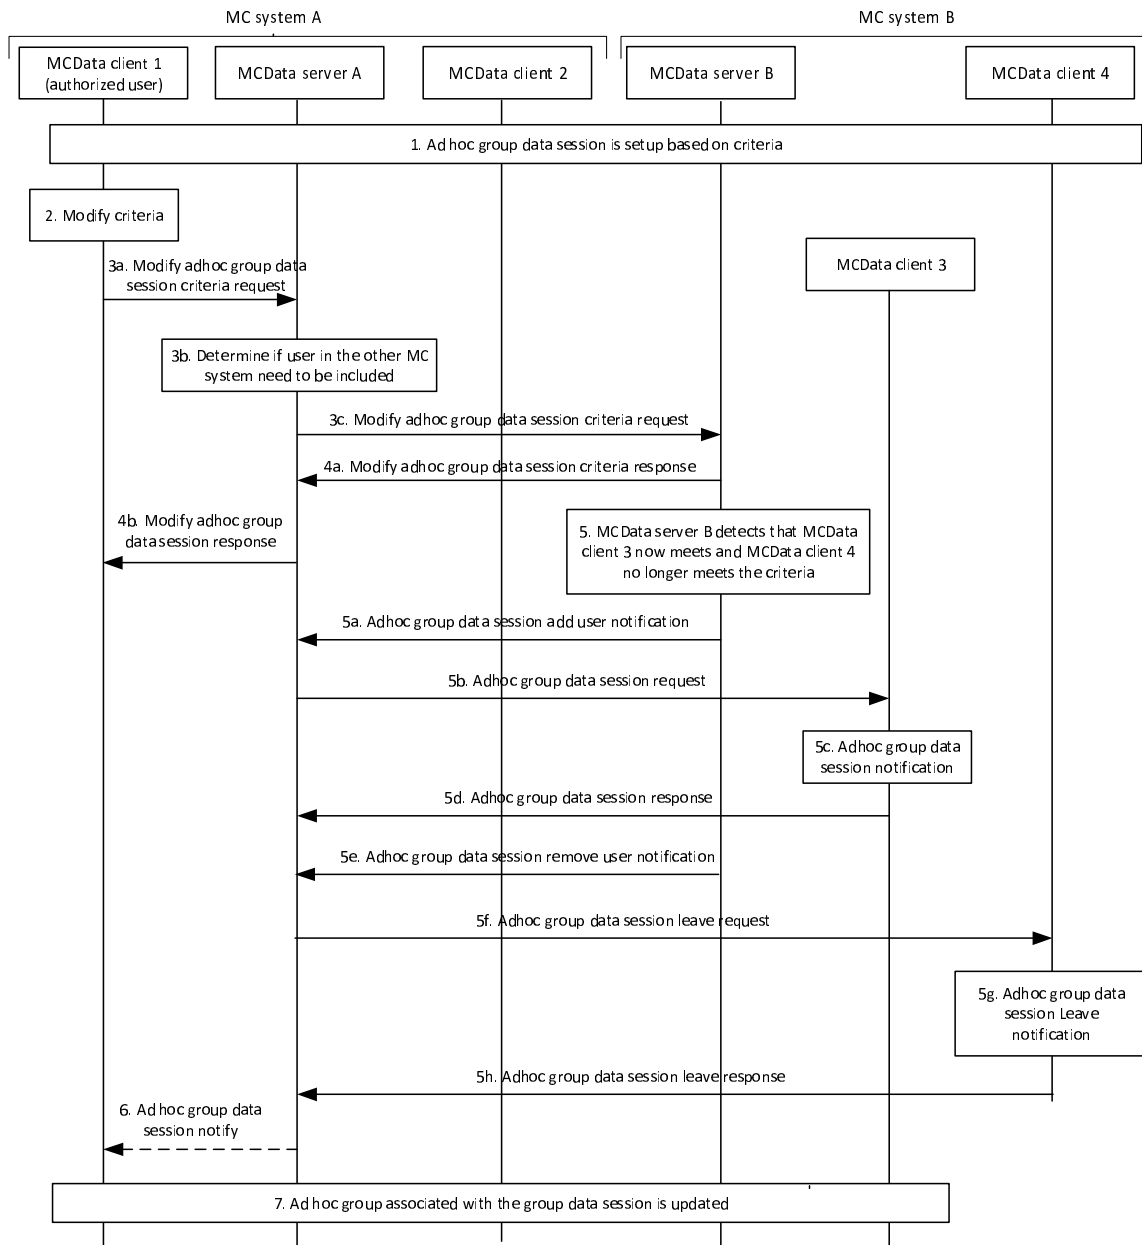 MC system A
MC system B
MCData client 1
(authorized user)
MCData server A
MCData client 2
MCData server B
MCData client 4
1. Ad hoc group data session is setup based on criteria
2. Modify criteria
MCData client 3
3a. Modify adhoc group data
session criteria request
3b. Determine if user in the other MC
system need to be included
3c. Modify adhoc group data session criteria request
4a. Modify adhoc group data session criteria response
4b. Modify adhoc group
data session response
5. MCData server B detects that MCData
client 3 now meets and MCData client 4
no longer meets the criteria
5a. Adhoc group data session add user notification
5b. Adhoc group data session request
5c. Adhoc group data
session notification
5d. Adhoc group data session response
5e. Adhoc group data session remove user notification
5f. Adhoc group data session leave request
5g. Adhoc group data
session Leave
notification
5h. Adhoc group data session leave response
6. Ad hoc group data
session notify
7. Ad hoc group associated with the group data session is updated